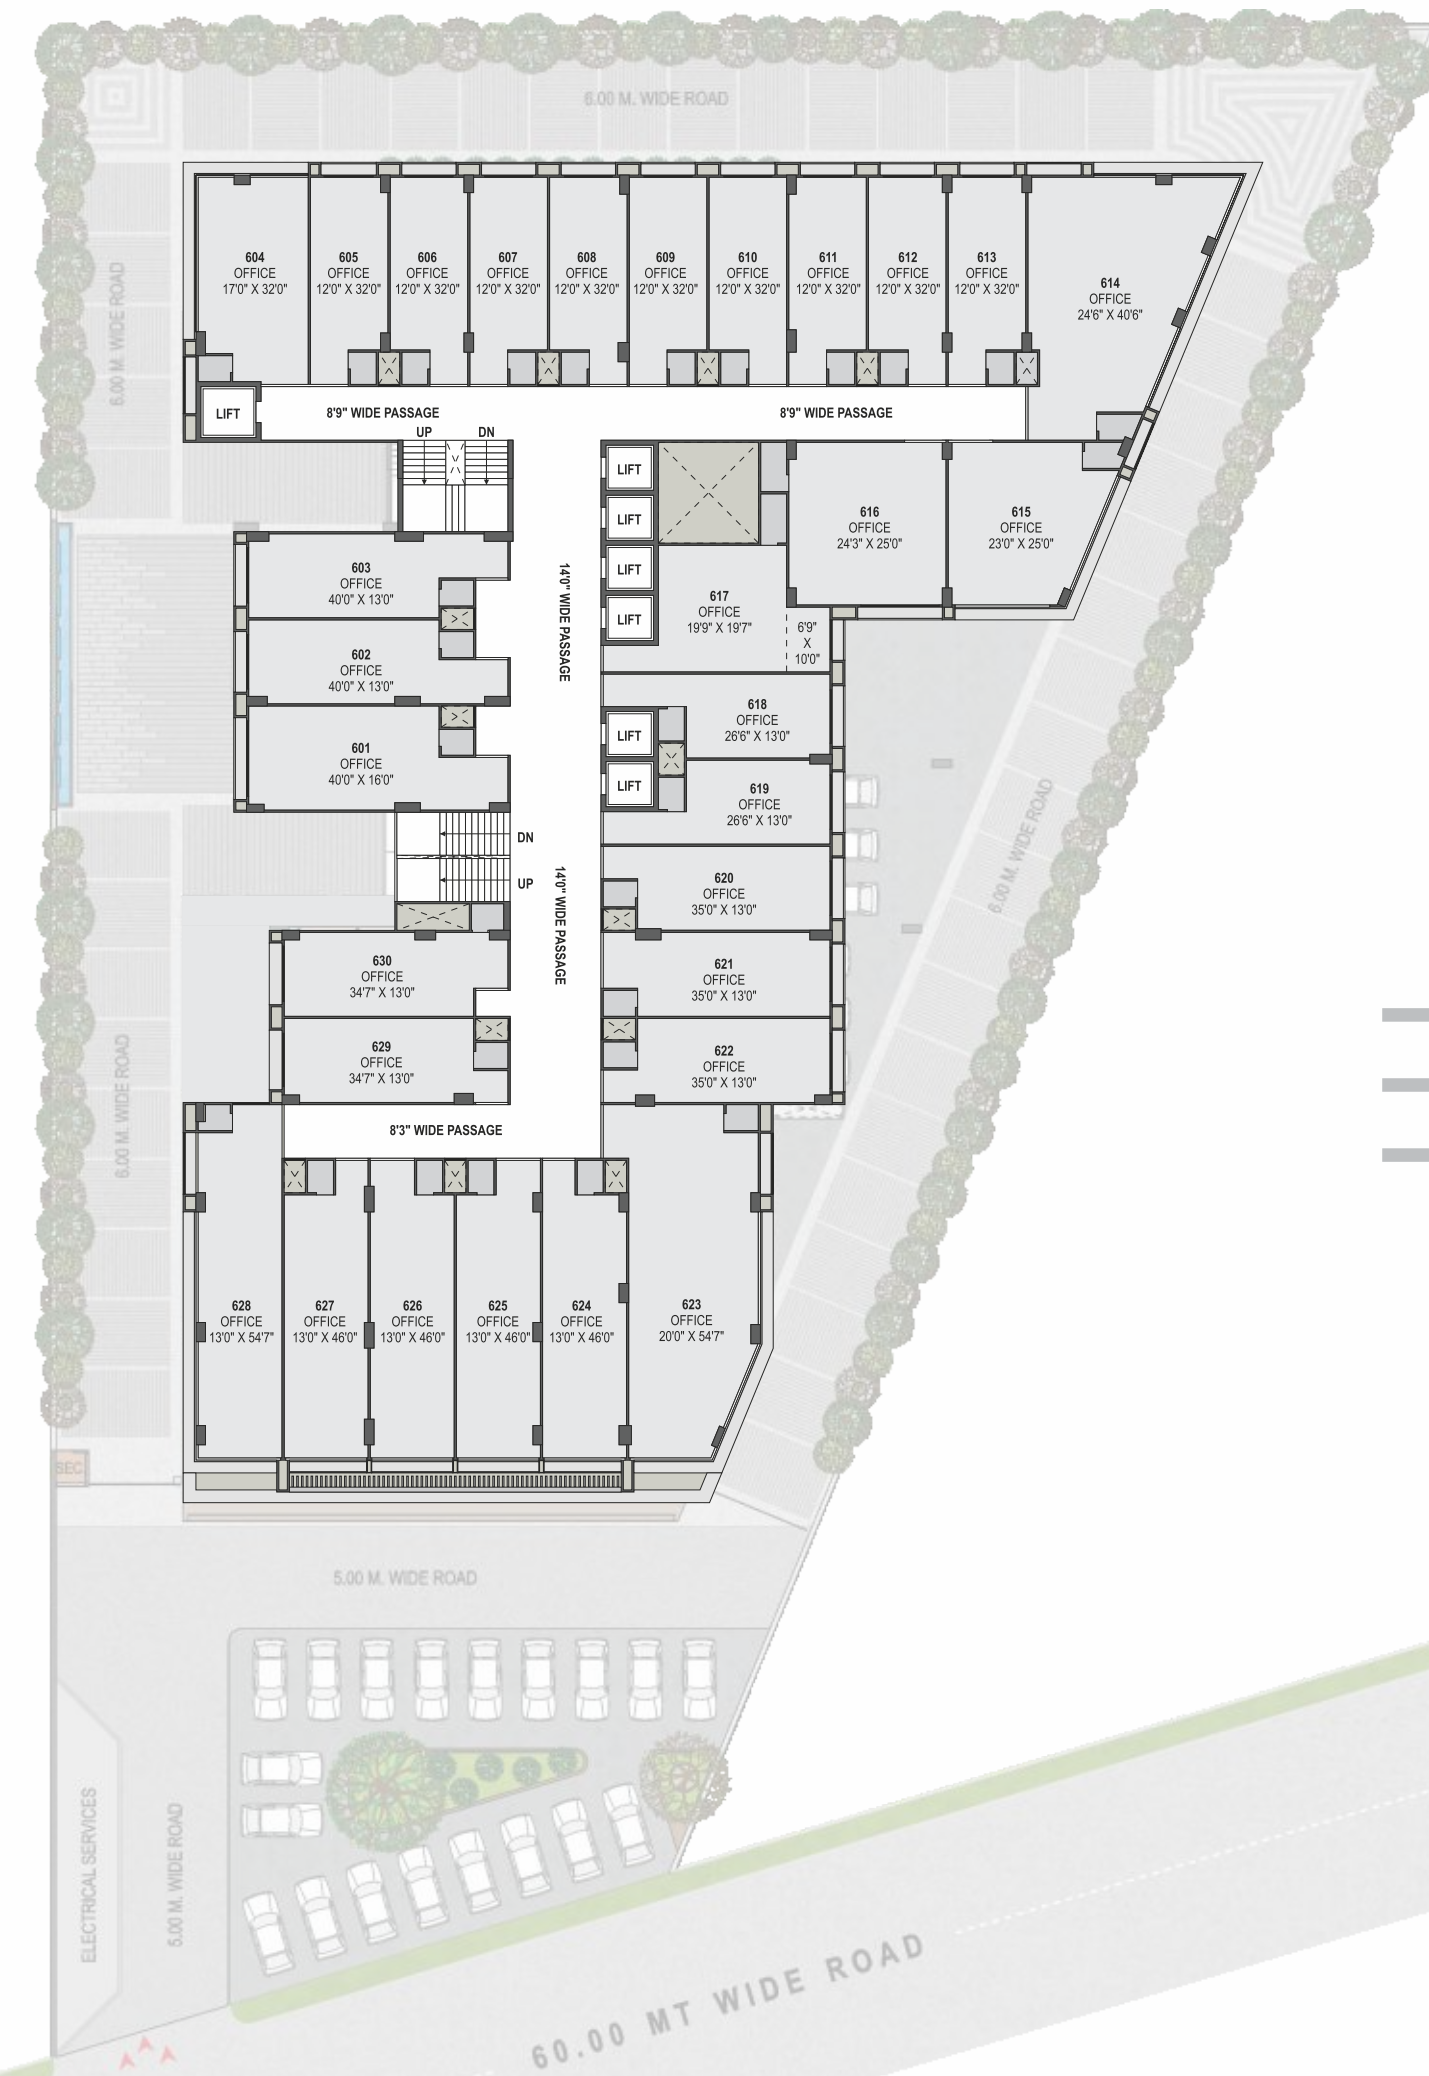 6.00 M. WIDE ROAD
6.00 M. WIDE ROAD
604
OFFICE
17'0" X 32'0"
605
OFFICE
12'0" X 32'0"
606
OFFICE
12'0" X 32'0"
607
OFFICE
12'0" X 32'0"
608
OFFICE
12'0" X 32'0"
609
OFFICE
12'0" X 32'0"
610
OFFICE
12'0" X 32'0"
611
OFFICE
12'0" X 32'0"
612
OFFICE
12'0" X 32'0"
613
OFFICE
12'0" X 32'0"
614
OFFICE
24'6" X 40'6"
LIFT
8'9" WIDE PASSAGE
8'9" WIDE PASSAGE
UP
DN
LIFT
LIFT
LIFT
LIFT
616
OFFICE
24'3" X 25'0"
615
OFFICE
23'0" X 25'0"
603
OFFICE
40'0" X 13'0"
14'0" WIDE PASSAGE
617
OFFICE
19'9" X 19'7"
6'9"
X
10'0"
602
OFFICE
40'0" X 13'0"
618
OFFICE
26'6" X 13'0"
LIFT
LIFT
601
OFFICE
40'0" X 16'0"
619
OFFICE
26'6" X 13'0"
6.00 M. WIDE ROAD
DN
UP
14'0" WIDE PASSAGE
620
OFFICE
35'0" X 13'0"
630
OFFICE
34'7" X 13'0"
621
OFFICE
35'0" X 13'0"
629
OFFICE
34'7" X 13'0"
622
OFFICE
35'0" X 13'0"
6.00 M. WIDE ROAD
8'3" WIDE PASSAGE
628
OFFICE
13'0" X 54'7"
627
OFFICE
13'0" X 46'0"
626
OFFICE
13'0" X 46'0"
625
OFFICE
13'0" X 46'0"
624
OFFICE
13'0" X 46'0"
623
OFFICE
20'0" X 54'7"
SEC
5.00 M. WIDE ROAD
ELECTRICAL SERVICES
5.00 M. WIDE ROAD
60.00 MT WIDE ROAD